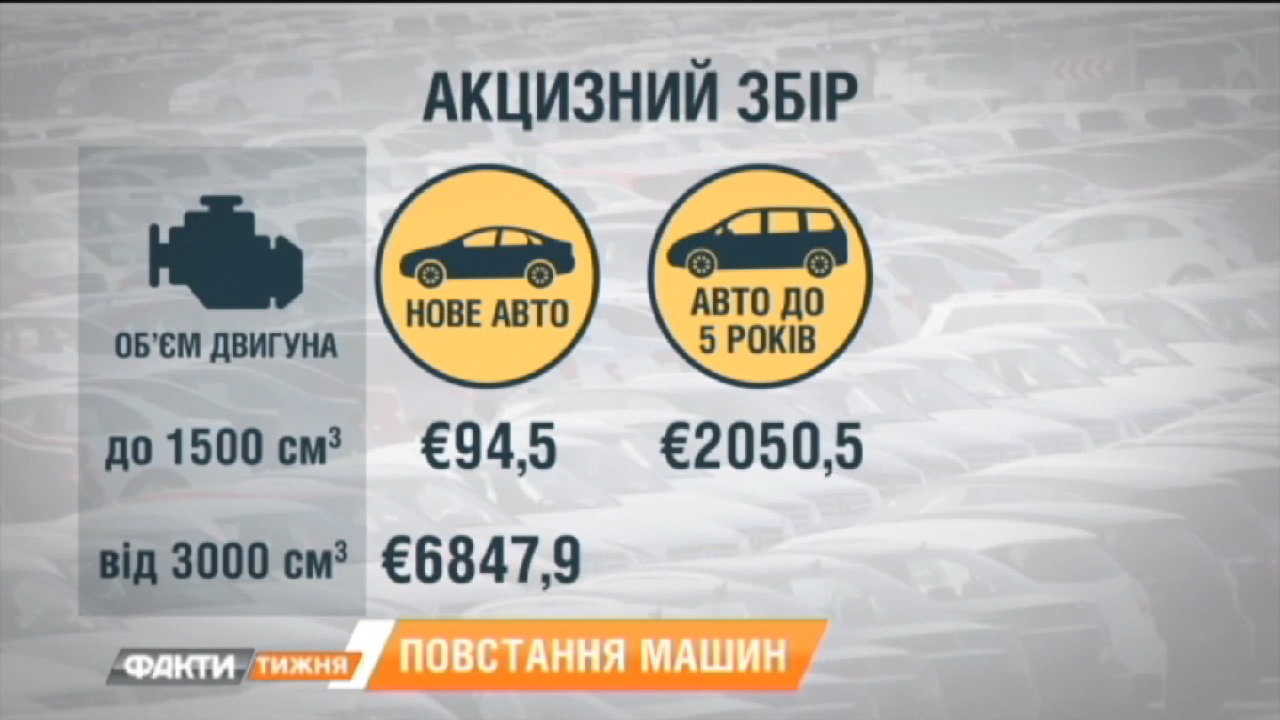 АКЦИЗНИЙ ЗБІР
ОБ'ЄМ ДВИГУНА
НОВЕ АВТО
АВТО ДО
5 РОКІВ
до 1500 см³ €94,5 €2050,5
від 3000 см³ €6847,9
ФАКТИ ТИЖНЯ ПОВСТАННЯ МАШИН